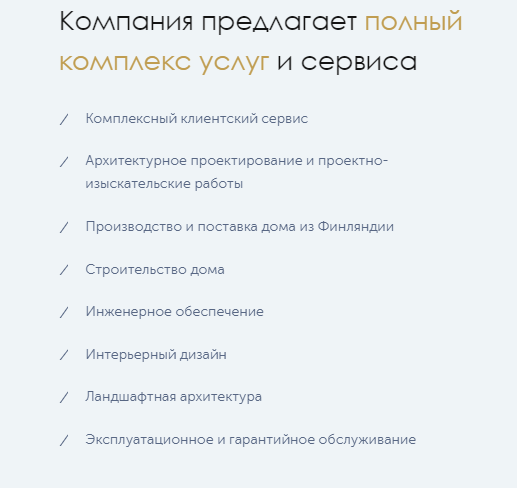 Компания предлагает полный
комплекс услуг и сервиса
/ Комплексный клиентский сервис
/ Архитектурное проектирование и проектно-
изыскательские работы
/ Производство и поставка дома из Финляндии
/ Строительство дома
/ Инженерное обеспечение
/ Интерьерный дизайн
/ Ландшафтная архитектура
/ Эксплуатационное и гарантийное обслуживание